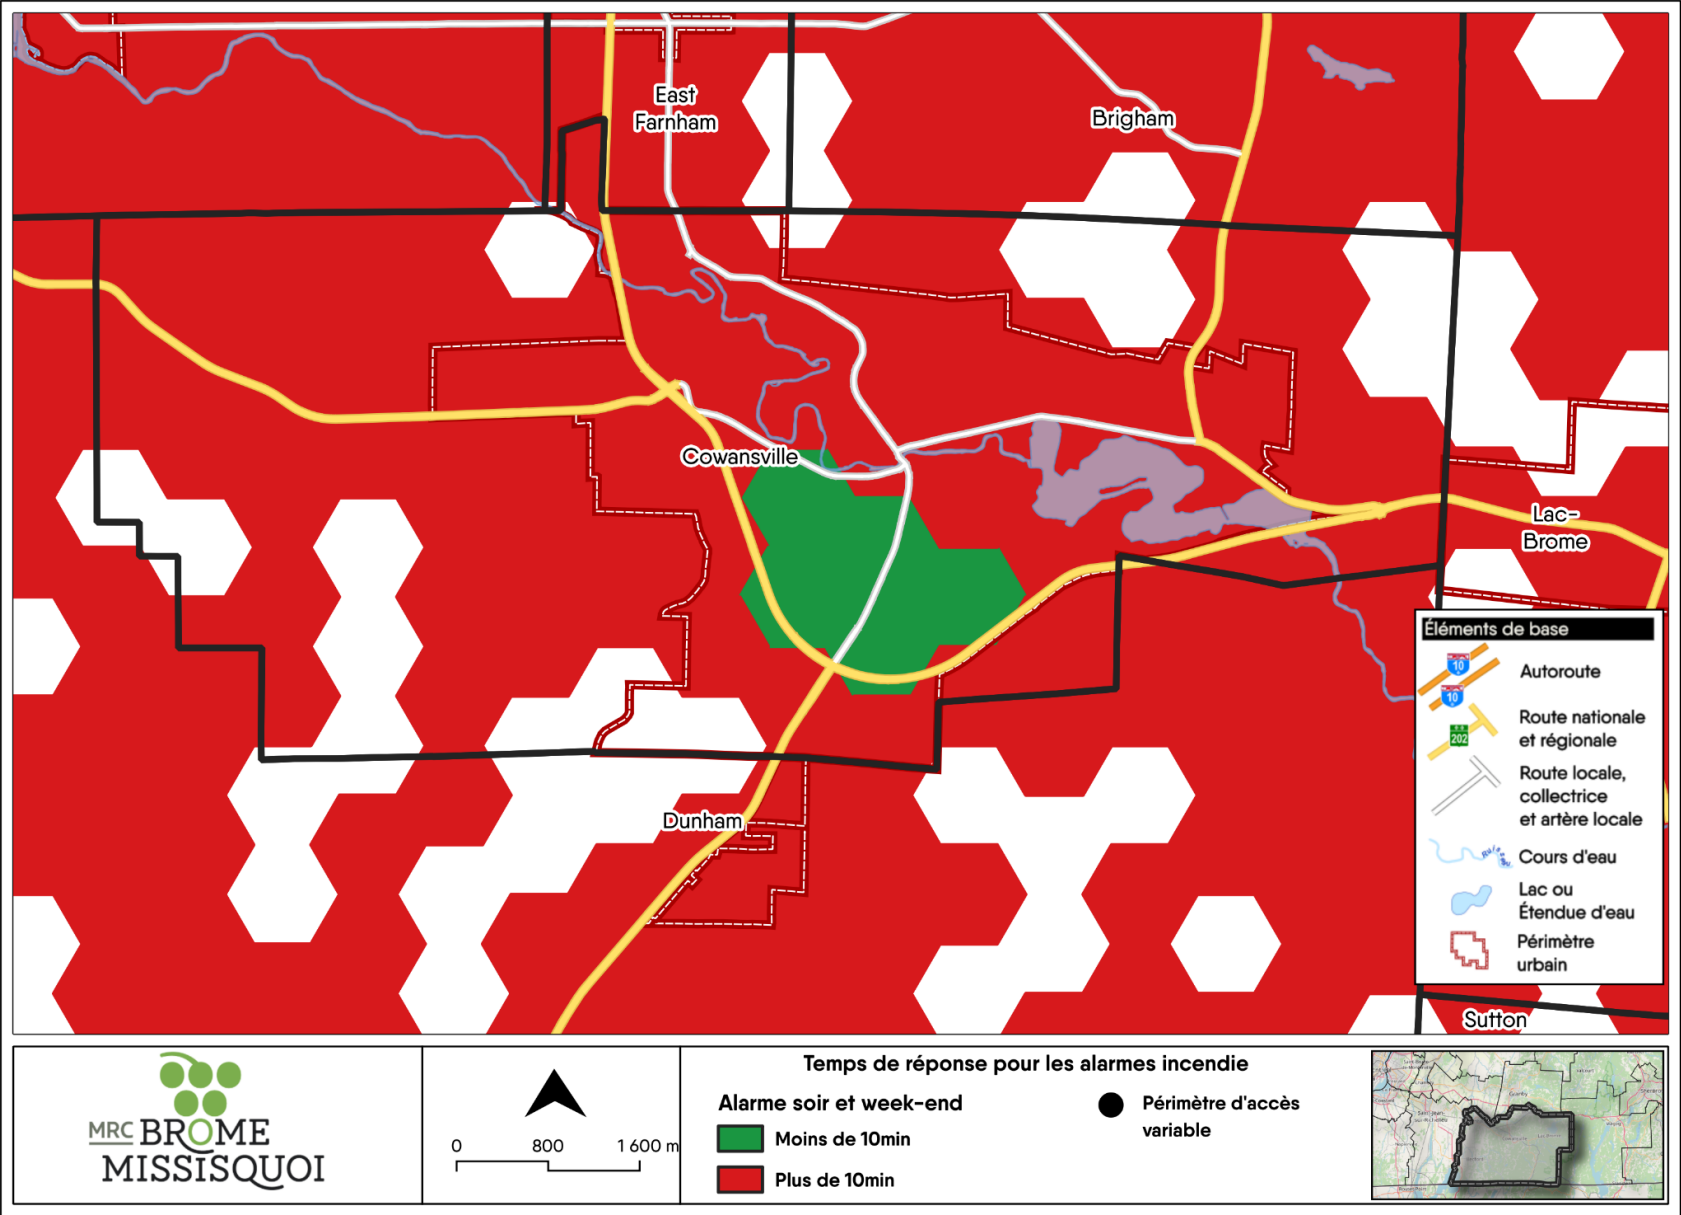 East
Farnham
Brigham
Cowansville
Lac-
Brome
Dunham
Sutton
Éléments de base
10
10
Autoroute
202
Route nationale
et régionale
Route locale,
collectrice
et artère locale
Cours d'eau
Lac ou
Étendue d'eau
Périmètre
urbain
MRC BROME
MISSISQUOI
0 800 1 600 m
Temps de réponse pour les alarmes incendie
Alarme soir et week-end
Moins de 10min
Plus de 10min
Périmètre d'accès
variable